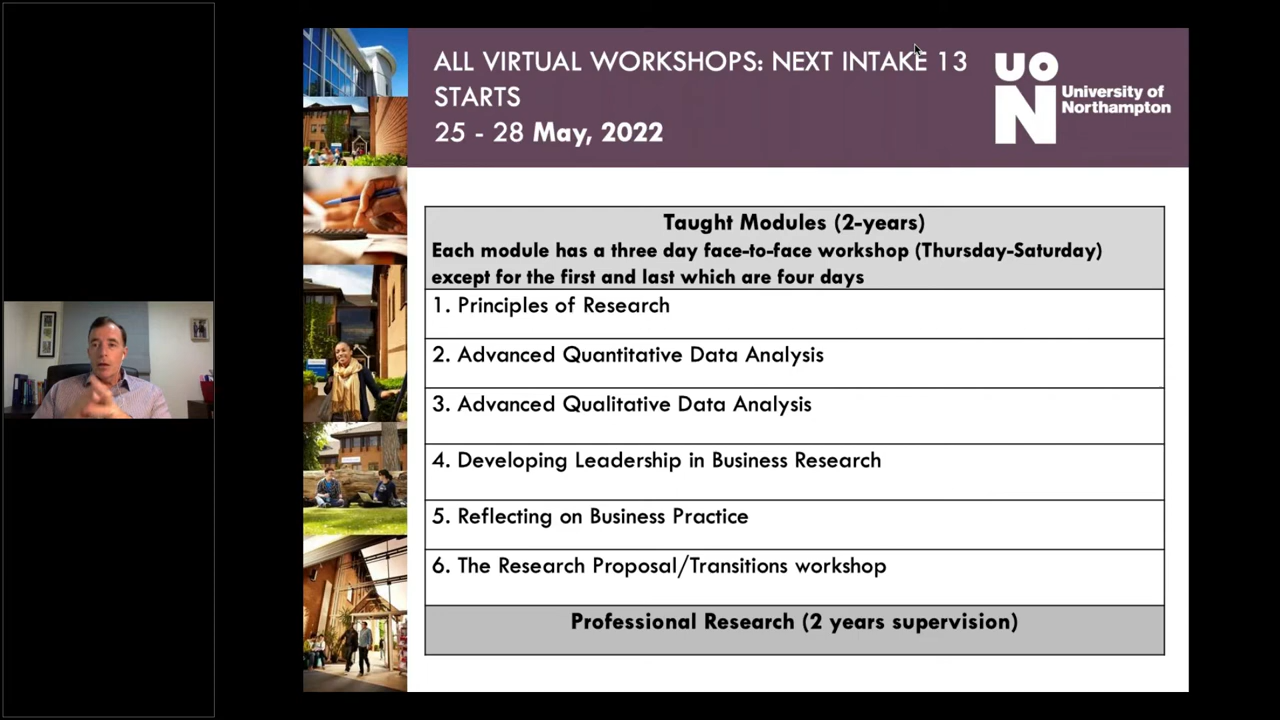 ALL VIRTUAL WORKSHOPS: NEXT INTAKE 13
STARTS
25 - 28 May, 2022
UON
University of
Northampton
Taught Modules (2-years)
Each module has a three day face-to-face workshop (Thursday-Saturday)
except for the first and last which are four days
1. Principles of Research
2. Advanced Quantitative Data Analysis
3. Advanced Qualitative Data Analysis
4. Developing Leadership in Business Research
5. Reflecting on Business Practice
6. The Research Proposal/Transitions workshop
Professional Research (2 years supervision)